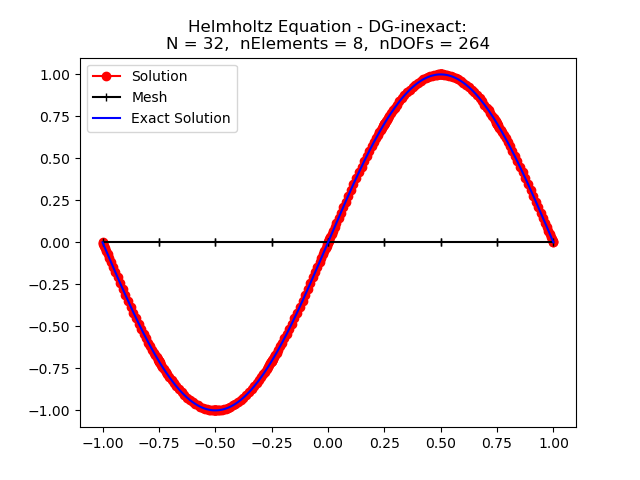 Helmholtz Equation - DG-inexact:
N = 32,  nElements = 8,  nDOFs = 264
Solution
Mesh
Exact Solution
1.00
0.75
0.50
0.25
0.00
−0.25
−0.50
−0.75
−1.00
−1.00 −0.75 −0.50 −0.25 0.00 0.25 0.50 0.75 1.00